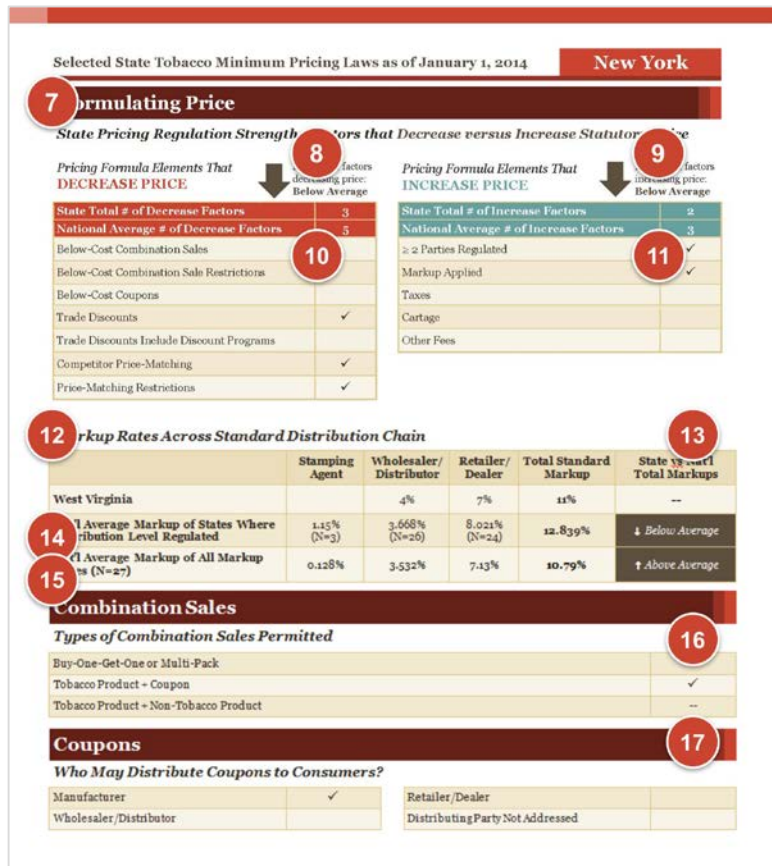 Selected State Tobacco Minimum Pricing Laws as of January 1, 2014 New York
7 Formulating Price
State Pricing Regulation Strength: Factors that Decrease versus Increase Statutory Price
8
9
Pricing Formula Elements That
DECREASE PRICE
factors
decreasing price:
Below Average
State Total # of Decrease Factors 3
National Average # of Decrease Factors 5
10
Below-Cost Combination Sales
Below-Cost Combination Sale Restrictions
Below-Cost Coupons
Trade Discounts ✓
Trade Discounts Include Discount Programs
Competitor Price-Matching ✓
Price-Matching Restrictions ✓
Pricing Formula Elements That
INCREASE PRICE
factors
increasing price:
Below Average
State Total # of Increase Factors 2
National Average # of Increase Factors 3
11
≥ 2 Parties Regulated ✓
Markup Applied ✓
Taxes
Cartage
Other Fees
12 Markup Rates Across Standard Distribution Chain 13
Stamping Agent Wholesaler/Distributor Retailer/Dealer Total Standard Markup State vs Nat'l Total Markups
West Virginia 4% 7% 11% --
14 Nat'l Average Markup of States Where Distribution Level Regulated 1.15% (N=3) 3.668% (N=26) 8.021% (N=24) 12.839% ↓ Below Average
15 Nat'l Average Markup of All Markup States (N=27) 0.128% 3.532% 7.13% 10.79% ↑ Above Average
Combination Sales
Types of Combination Sales Permitted 16
Buy-One-Get-One or Multi-Pack
Tobacco Product + Coupon ✓
Tobacco Product + Non-Tobacco Product --
Coupons 17
Who May Distribute Coupons to Consumers?
Manufacturer ✓ Retailer/Dealer
Wholesaler/Distributor Distributing Party Not Addressed